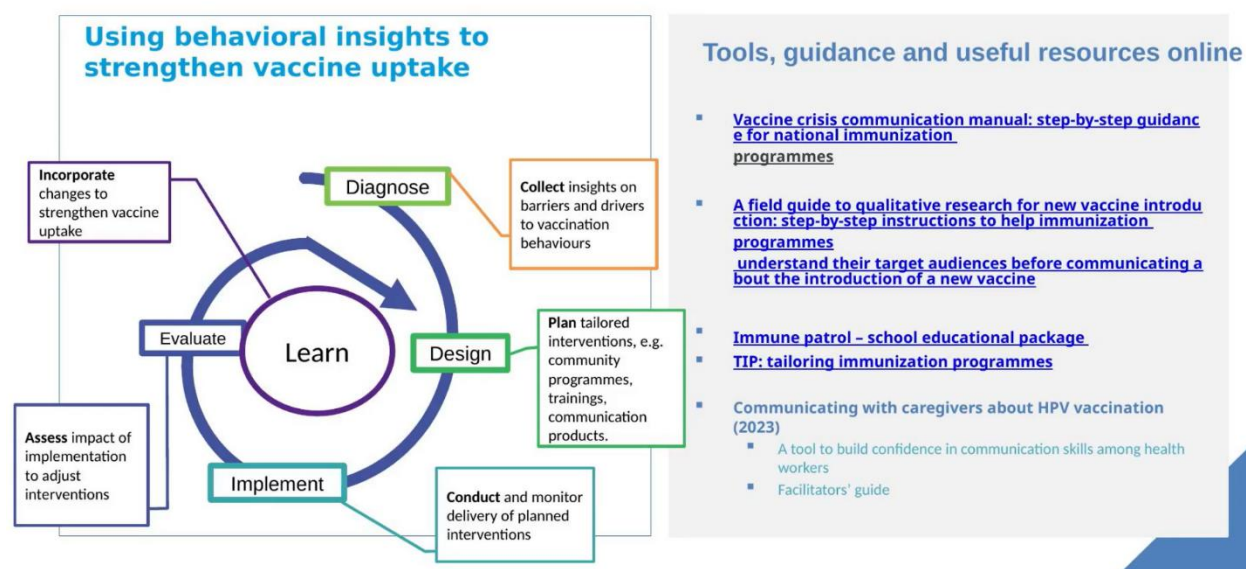 Using behavioral insights to
strengthen vaccine uptake
Incorporate
changes to
strengthen vaccine
uptake
Diagnose
Collect insights on
barriers and drivers
to vaccination
behaviours
Evaluate
Learn
Design
Plan tailored
interventions, e.g.
community
programmes,
trainings,
communication
products.
Assess impact of
implementation
to adjust
interventions
Implement
Conduct and monitor
delivery of planned
interventions
Tools, guidance and useful resources online
▪ Vaccine crisis communication manual: step-by-step guidanc
e for national immunization
programmes
▪ A field guide to qualitative research for new vaccine introdu
ction: step-by-step instructions to help immunization
programmes
understand their target audiences before communicating a
bout the introduction of a new vaccine
▪ Immune patrol – school educational package
▪ TIP: tailoring immunization programmes
▪ Communicating with caregivers about HPV vaccination
(2023)
▪ A tool to build confidence in communication skills among health
workers
▪ Facilitators’ guide